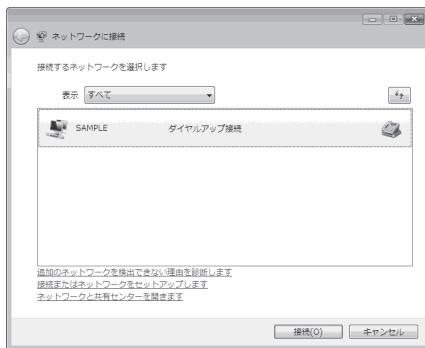 ネットワークに接続
接続するネットワークを選択します
表示 すべて
SAMPLE ダイヤルアップ接続
追加のネットワークを検出できない理由を診断します
接続またはネットワークをセットアップします
ネットワークと共有センターを開きます
接続(O) キャンセル